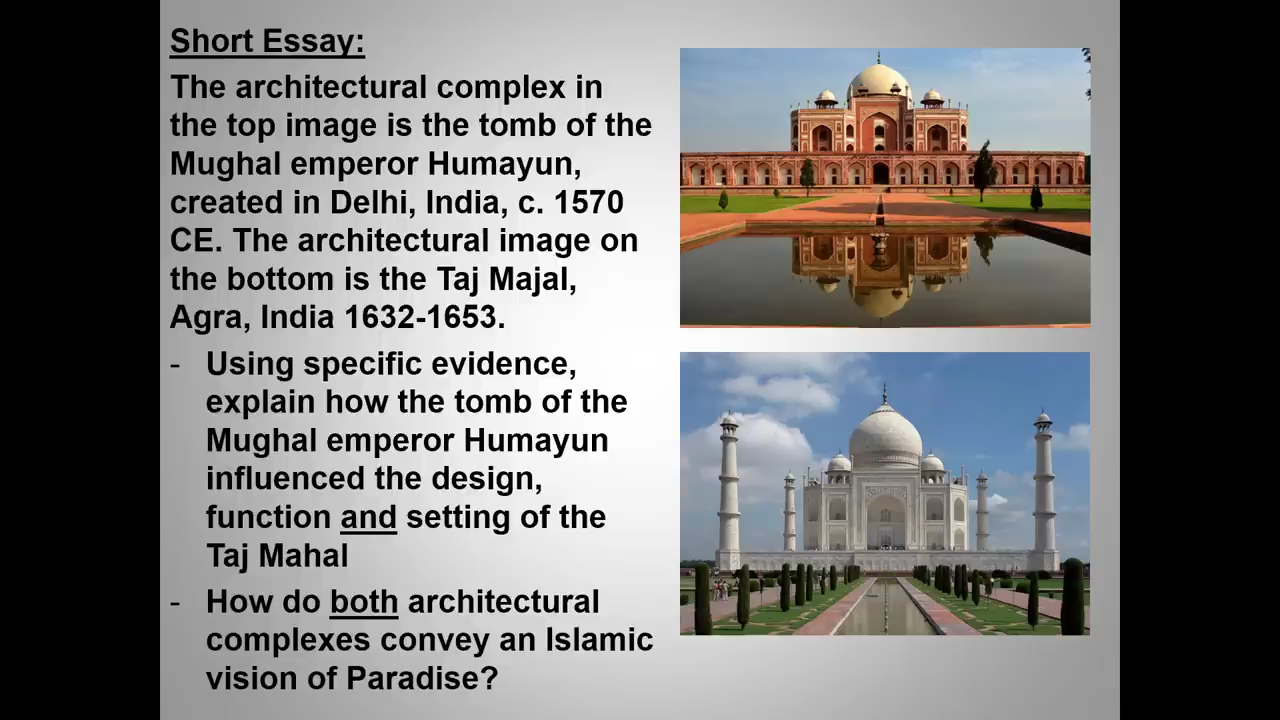 Short Essay:
The architectural complex in
the top image is the tomb of the
Mughal emperor Humayun,
created in Delhi, India, c. 1570
CE. The architectural image on
the bottom is the Taj Majal,
Agra, India 1632-1653.
- Using specific evidence,
explain how the tomb of the
Mughal emperor Humayun
influenced the design,
function and setting of the
Taj Mahal
- How do both architectural
complexes convey an Islamic
vision of Paradise?